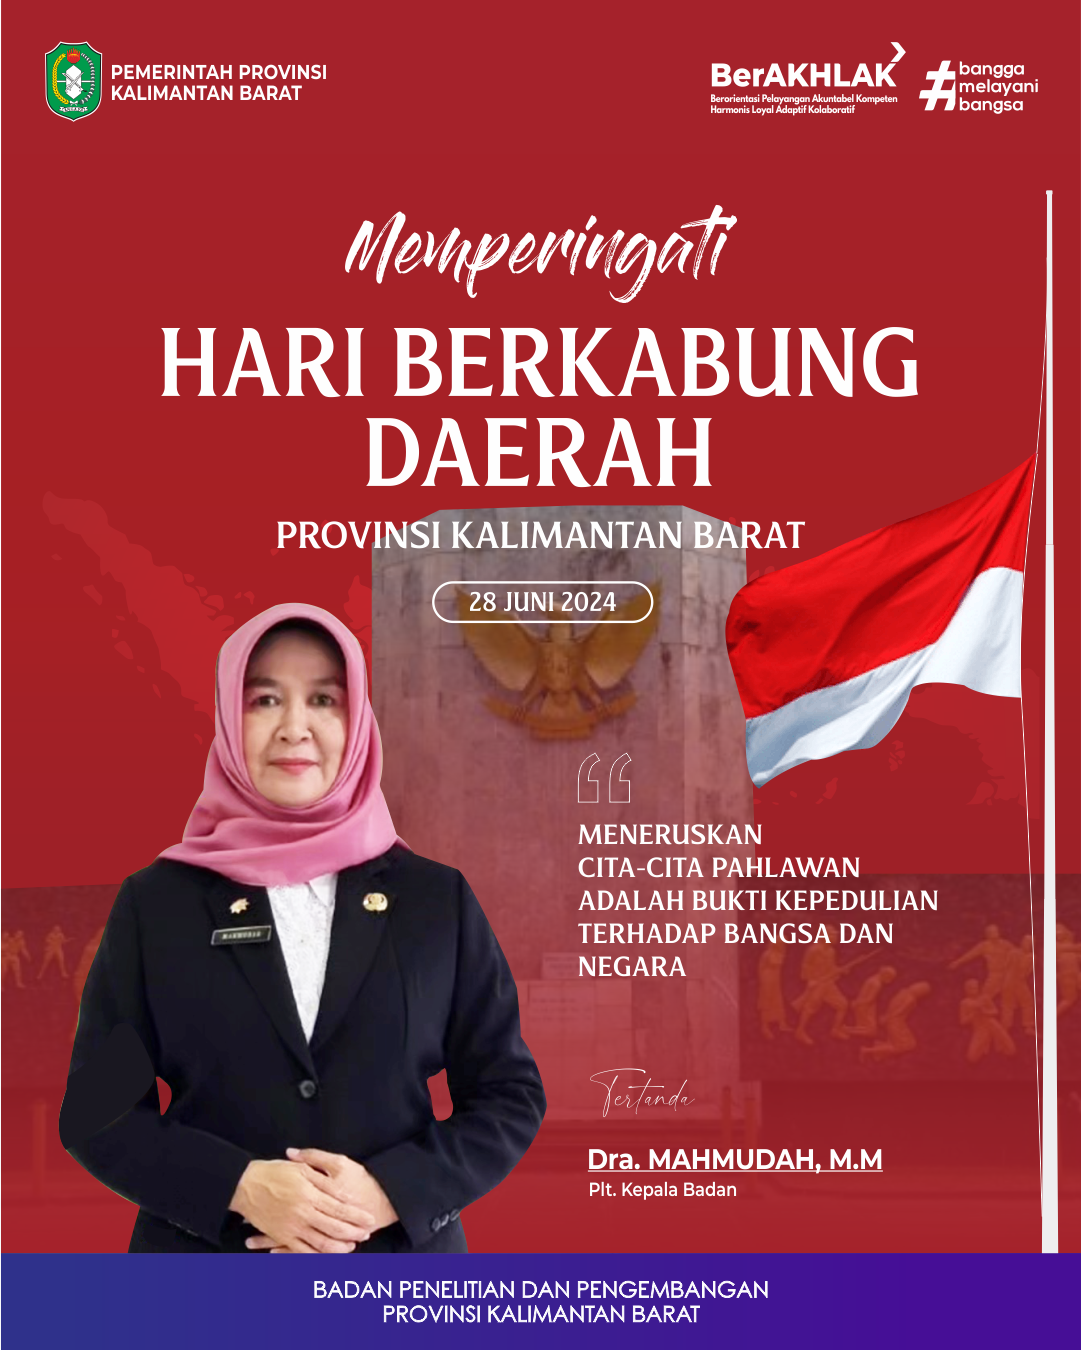 PEMERINTAH PROVINSI
KALIMANTAN BARAT
BerAKHLAK
Berorientasi Pelayangan Akuntabel Kompeten
Harmonis Loyal Adaptif Kolaboratif
#bangga
melayani
bangsa
Memperingati
HARI BERKABUNG
DAERAH
PROVINSI KALIMANTAN BARAT
28 JUNI 2024
MENERUSKAN
CITA-CITA PAHLAWAN
ADALAH BUKTI KEPEDULIAN
TERHADAP BANGSA DAN
NEGARA
MAHMUDAH
Tertanda
Dra. MAHMUDAH, M.M
Plt. Kepala Badan
BADAN PENELITIAN DAN PENGEMBANGAN
PROVINSI KALIMANTAN BARAT